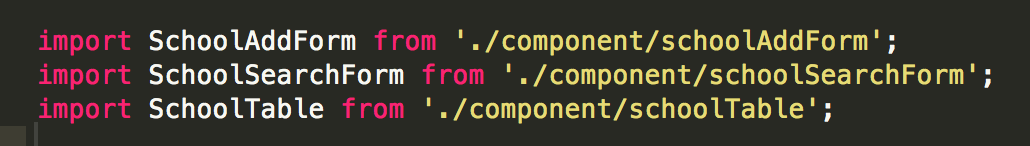 import SchoolAddForm from './component/schoolAddForm';
import SchoolSearchForm from './component/schoolSearchForm';
import SchoolTable from './component/schoolTable';